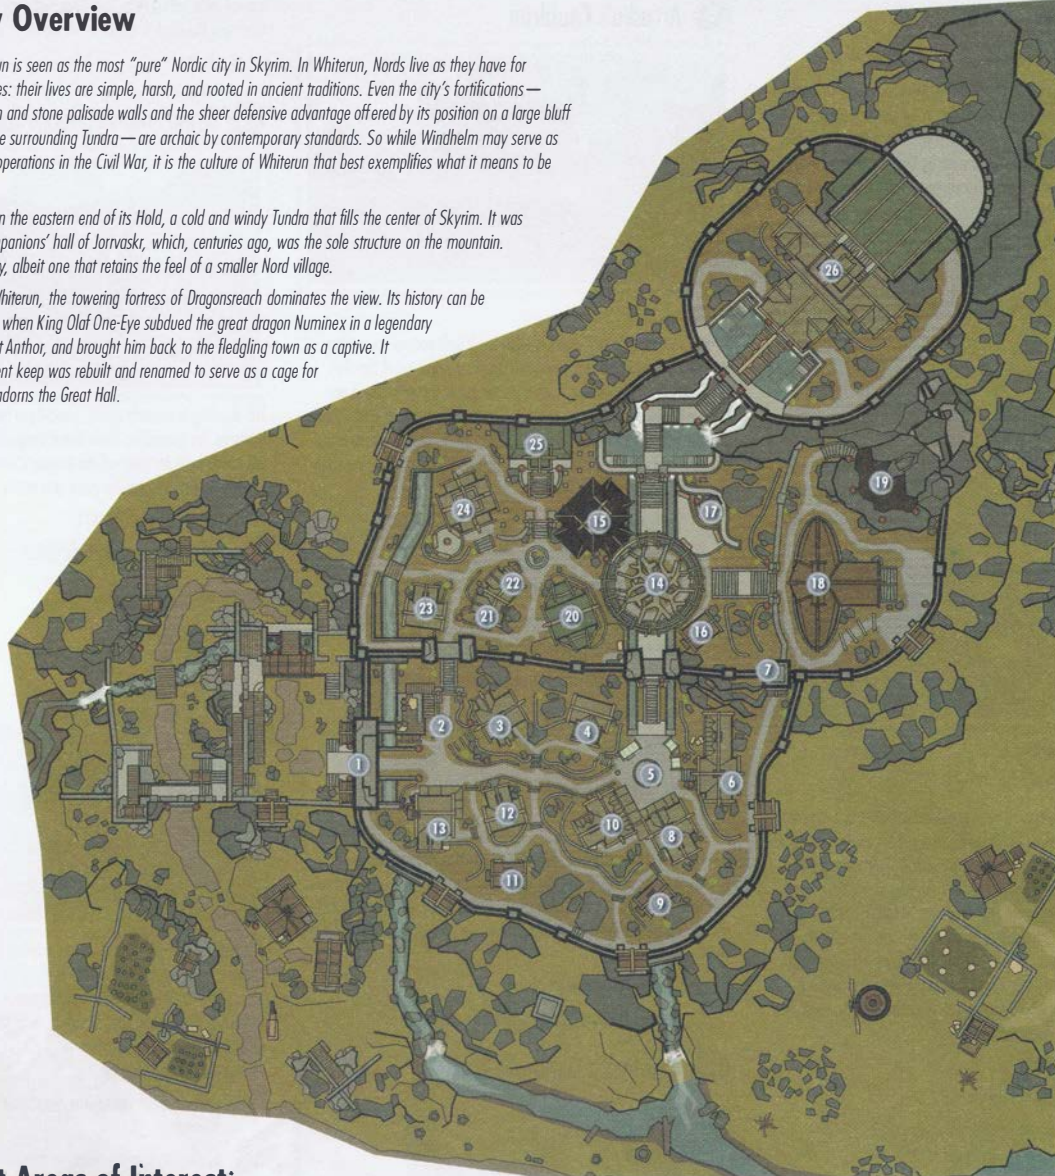 y Overview
un is seen as the most "pure" Nordic city in Skyrim. In Whiterun, Nords live as they have for
es: their lives are simple, harsh, and rooted in ancient traditions. Even the city's fortifications—
n and stone palisade walls and the sheer defensive advantage offered by its position on a large bluff
e surrounding Tundra—are archaic by contemporary standards. So while Windhelm may serve as
operations in the Civil War, it is the culture of Whiterun that best exemplifies what it means to be
n the eastern end of its Hold, a cold and windy Tundra that fills the center of Skyrim. It was
panions' hall of Jorrvaskr, which, centuries ago, was the sole structure on the mountain.
y, albeit one that retains the feel of a smaller Nord village.
Whiterun, the towering fortress of Dragonsreach dominates the view. Its history can be
when King Olaf One-Eye subdued the great dragon Numinex in a legendary
t Anthor, and brought him back to the fledgling town as a captive. It
ent keep was rebuilt and renamed to serve as a cage for
adorns the Great Hall.
26
25
19
24
17
15
22
14
18
23
21
20
16
7
2
3
4
1
5
6
12
13
10
8
11
9
t Areas of Interest: